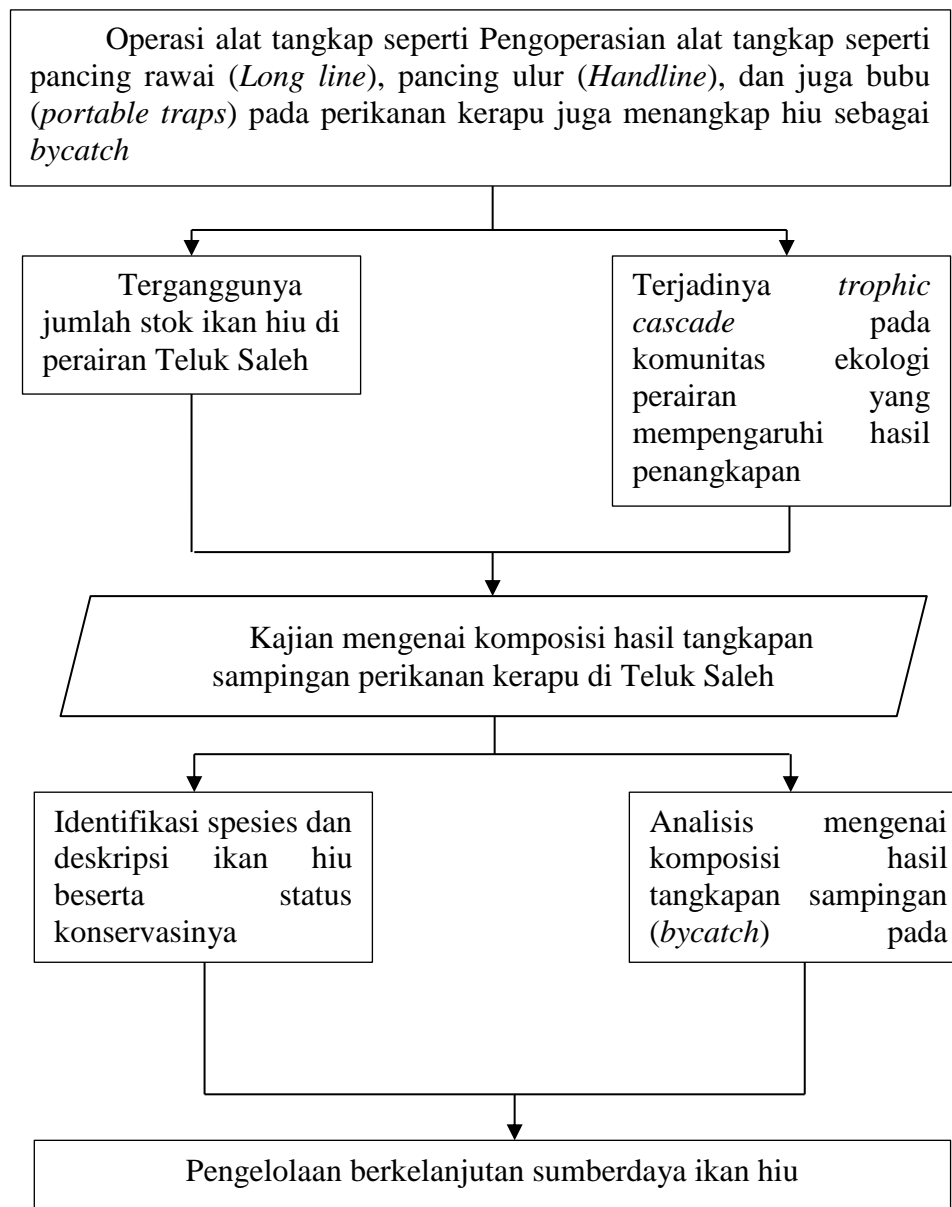 Operasi alat tangkap seperti Pengoperasian alat tangkap seperti
pancing rawai (Long line), pancing ulur (Handline), dan juga bubu
(portable traps) pada perikanan kerapu juga menangkap hiu sebagai
bycatch
Terganggunya
jumlah stok ikan hiu di
perairan Teluk Saleh
Terjadinya trophic
cascade pada
komunitas ekologi
perairan yang
mempengaruhi hasil
penangkapan
Kajian mengenai komposisi hasil tangkapan
sampingan perikanan kerapu di Teluk Saleh
Identifikasi spesies dan
deskripsi ikan hiu
beserta status
konservasinya
Analisis mengenai
komposisi hasil
tangkapan sampingan
(bycatch) pada
Pengelolaan berkelanjutan sumberdaya ikan hiu